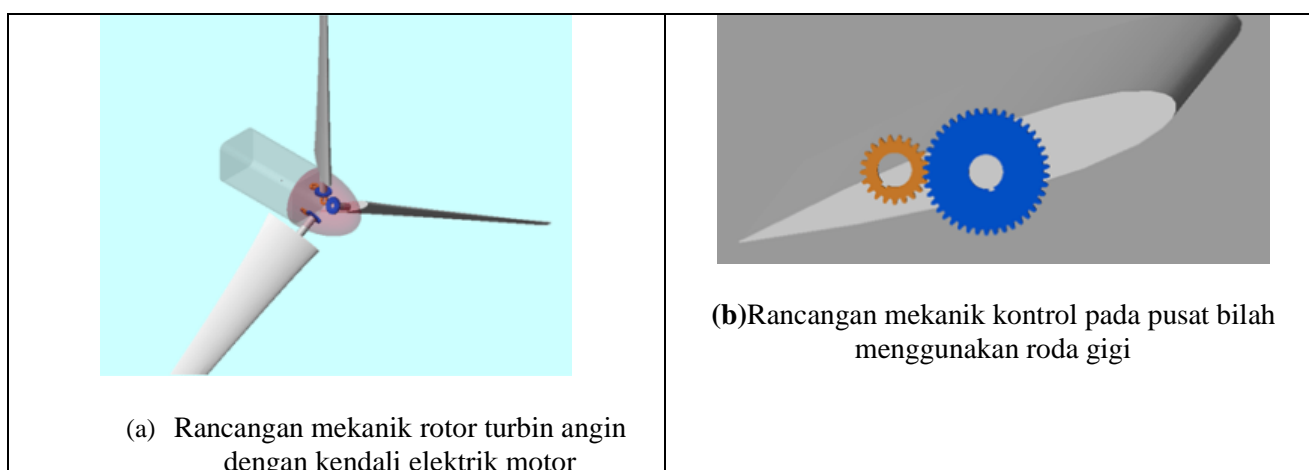 (a) Rancangan mekanik rotor turbin angin
dengan kendali elektrik motor
(b)Rancangan mekanik kontrol pada pusat bilah
menggunakan roda gigi